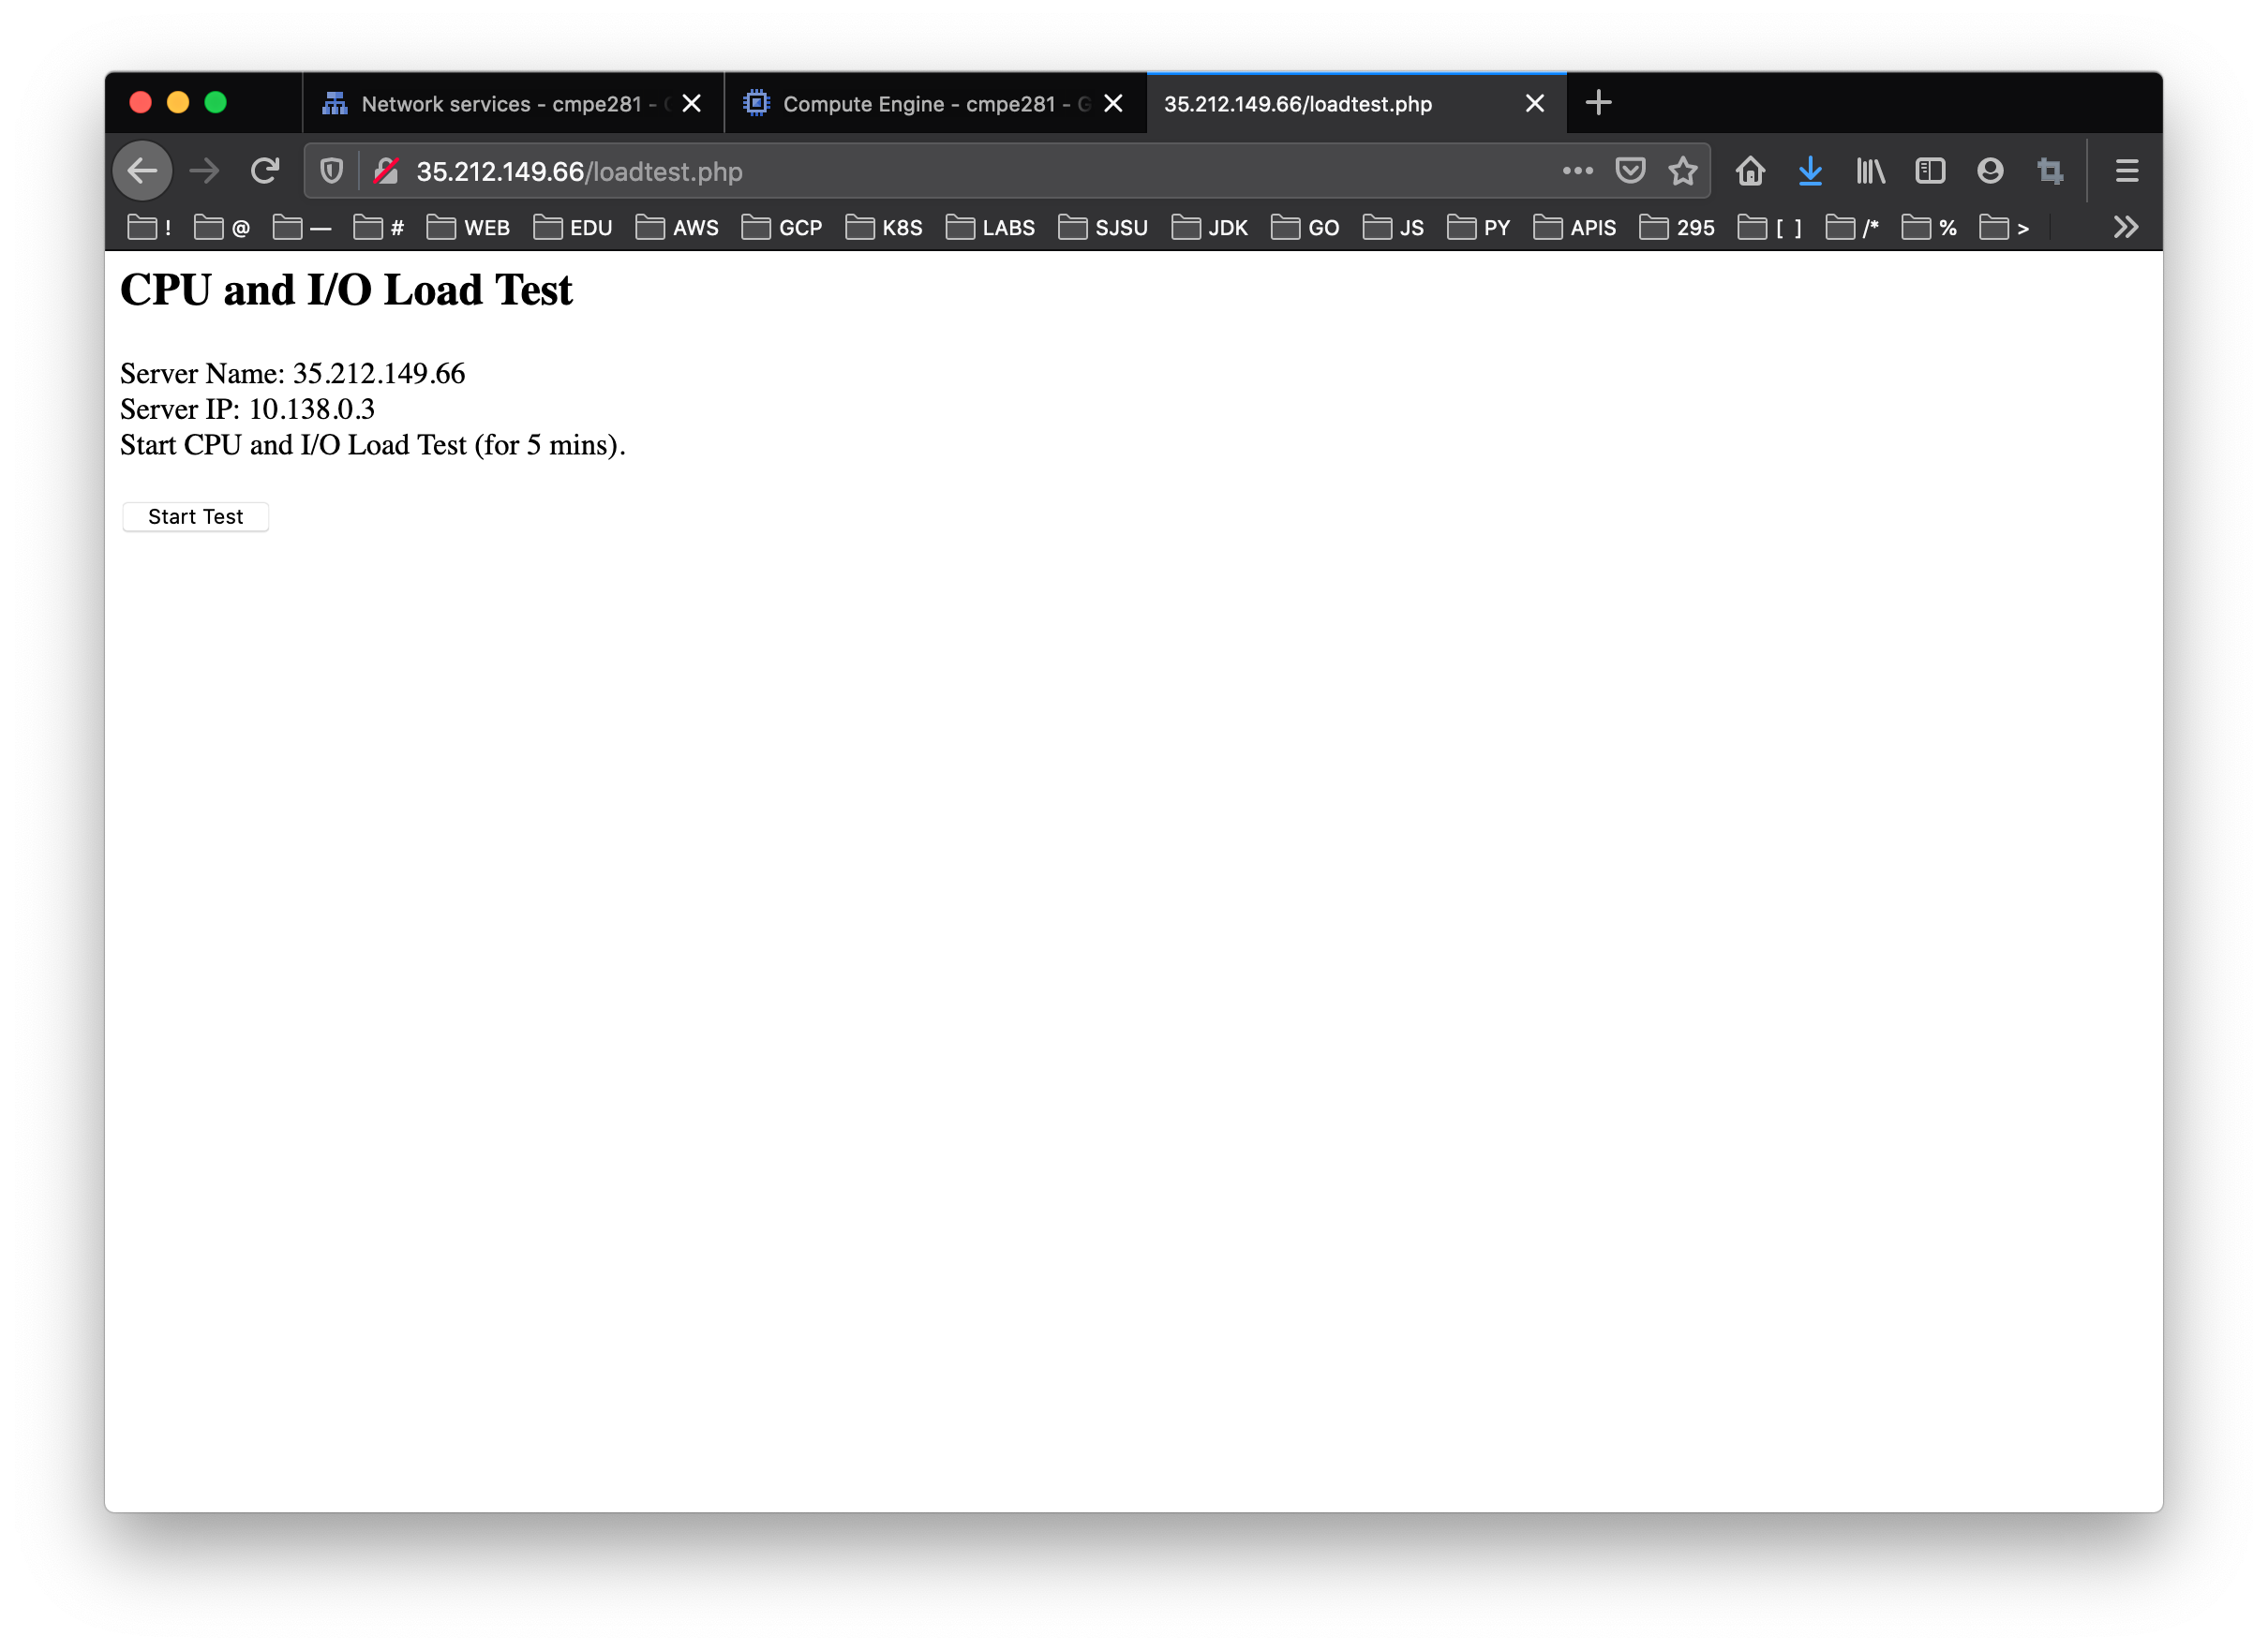 Network services - cmpe281 -
Compute Engine - cmpe281 - G
35.212.149.66/loadtest.php
35.212.149.66/loadtest.php
! @ — # WEB EDU AWS GCP K8S LABS SJSU JDK GO JS PY APIS 295 [ ] /* % >
CPU and I/O Load Test
Server Name: 35.212.149.66
Server IP: 10.138.0.3
Start CPU and I/O Load Test (for 5 mins).
Start Test